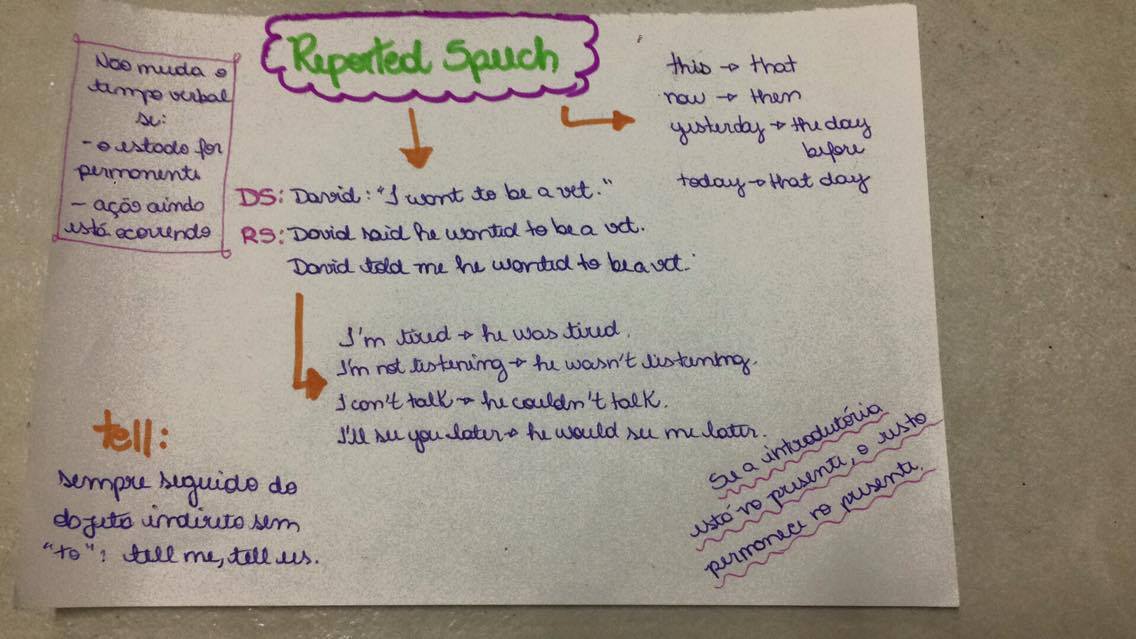 Reported Speech
Não muda o
tempo verbal
se:
- o estado for
permanente
- ação ainda
está ocorrendo
this → that
now → then
yesterday → the day
before
today → that day
DS: David: "I want to be a vet."
RS: David said he wanted to be a vet.
David told me he wanted to be a vet.
I'm tired → he was tired.
I'm not listening → he wasn't listening.
I can't talk → he couldn't talk.
I'll see you later → he would see me later.
tell:
sempre seguido do
objeto indireto sem
"to": tell me, tell us.
Se a introdutória
está no presente, o resto
permanece no presente.